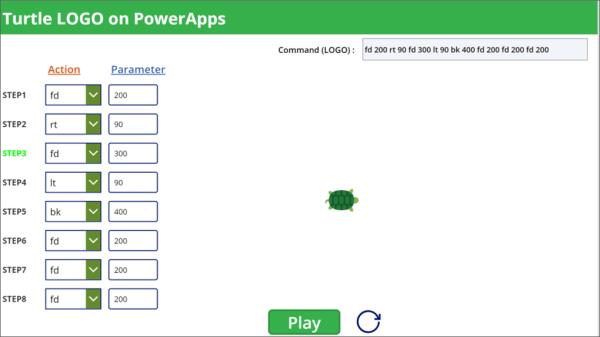 Turtle LOGO on PowerApps
Command (LOGO) : fd 200 rt 90 fd 300 lt 90 bk 400 fd 200 fd 200 fd 200
Action Parameter
STEP1 fd 200
STEP2 rt 90
STEP3 fd 300
STEP4 lt 90
STEP5 bk 400
STEP6 fd 200
STEP7 fd 200
STEP8 fd 200
Play